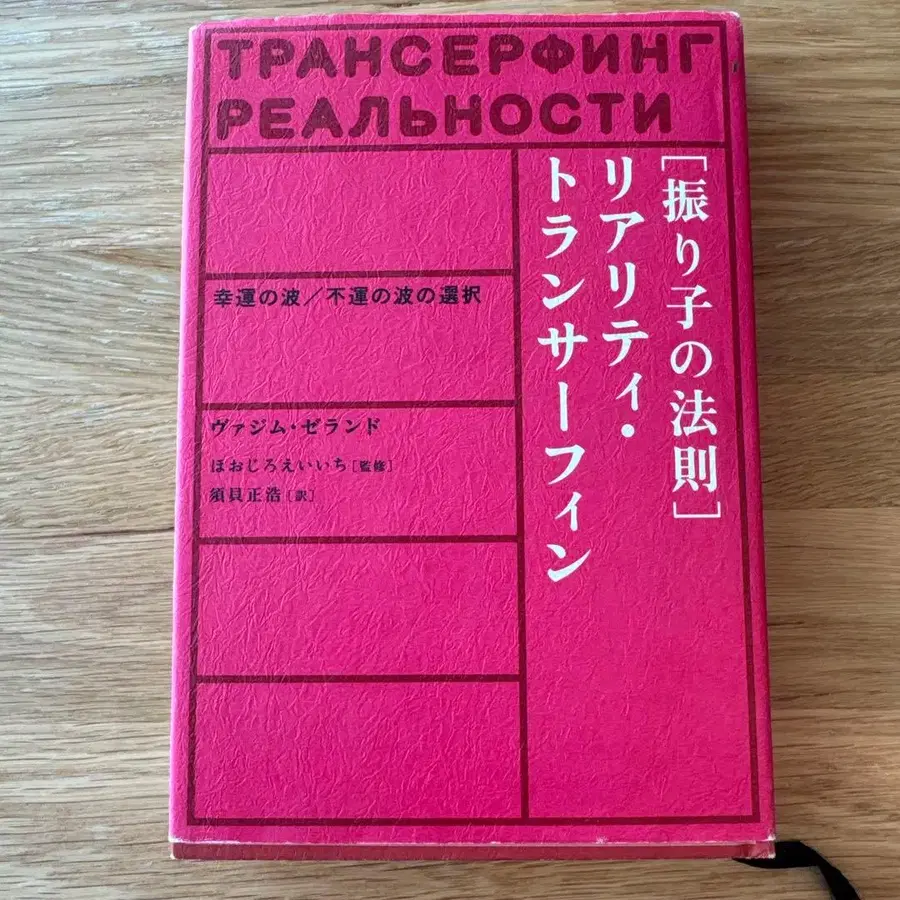 ТРАНСЕРФИНГ
РЕАЛЬНОСТИ
[振り子の法則]
リアリティ・
トランサーフィン
幸運の波／不運の波の選択
ヴァジム・ゼランド
ほおじろえいいち[監修]
須貝正浩[訳]